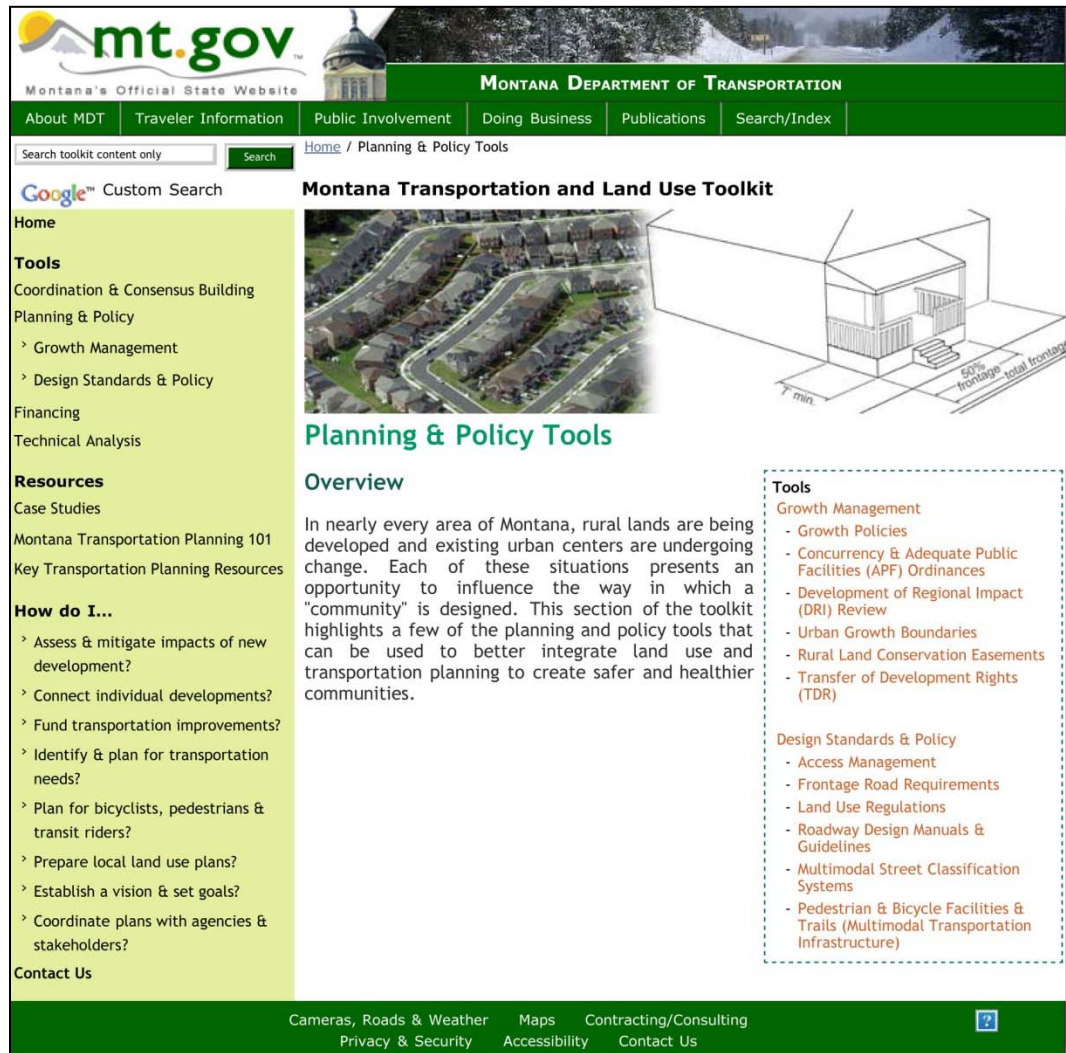 mt.gov™
Montana's Official State Website
MONTANA DEPARTMENT OF TRANSPORTATION
About MDT
Traveler Information
Public Involvement
Doing Business
Publications
Search/Index
Search toolkit content only
Search
Google™ Custom Search
Home
Tools
Coordination & Consensus Building
Planning & Policy
› Growth Management
› Design Standards & Policy
Financing
Technical Analysis
Resources
Case Studies
Montana Transportation Planning 101
Key Transportation Planning Resources
How do I...
› Assess & mitigate impacts of new
development?
› Connect individual developments?
› Fund transportation improvements?
› Identify & plan for transportation
needs?
› Plan for bicyclists, pedestrians &
transit riders?
› Prepare local land use plans?
› Establish a vision & set goals?
› Coordinate plans with agencies &
stakeholders?
Contact Us
Home / Planning & Policy Tools
Montana Transportation and Land Use Toolkit
7' min.
50%
frontage
total frontage
Planning & Policy Tools
Overview
In nearly every area of Montana, rural lands are being
developed and existing urban centers are undergoing
change. Each of these situations presents an
opportunity to influence the way in which a
"community" is designed. This section of the toolkit
highlights a few of the planning and policy tools that
can be used to better integrate land use and
transportation planning to create safer and healthier
communities.
Tools
Growth Management
- Growth Policies
- Concurrency & Adequate Public
Facilities (APF) Ordinances
- Development of Regional Impact
(DRI) Review
- Urban Growth Boundaries
- Rural Land Conservation Easements
- Transfer of Development Rights
(TDR)
Design Standards & Policy
- Access Management
- Frontage Road Requirements
- Land Use Regulations
- Roadway Design Manuals &
Guidelines
- Multimodal Street Classification
Systems
- Pedestrian & Bicycle Facilities &
Trails (Multimodal Transportation
Infrastructure)
Cameras, Roads & Weather
Maps
Contracting/Consulting
?
Privacy & Security
Accessibility
Contact Us